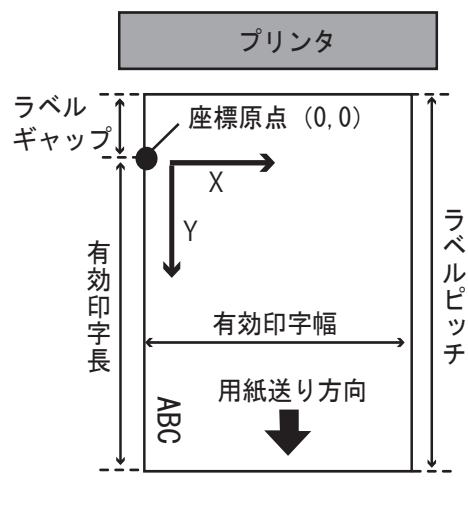 プリンタ
ラベル
ギャップ
座標原点 (0,0)
X
Y
有効印字長
ラベルピッチ
有効印字幅
用紙送り方向
ABC